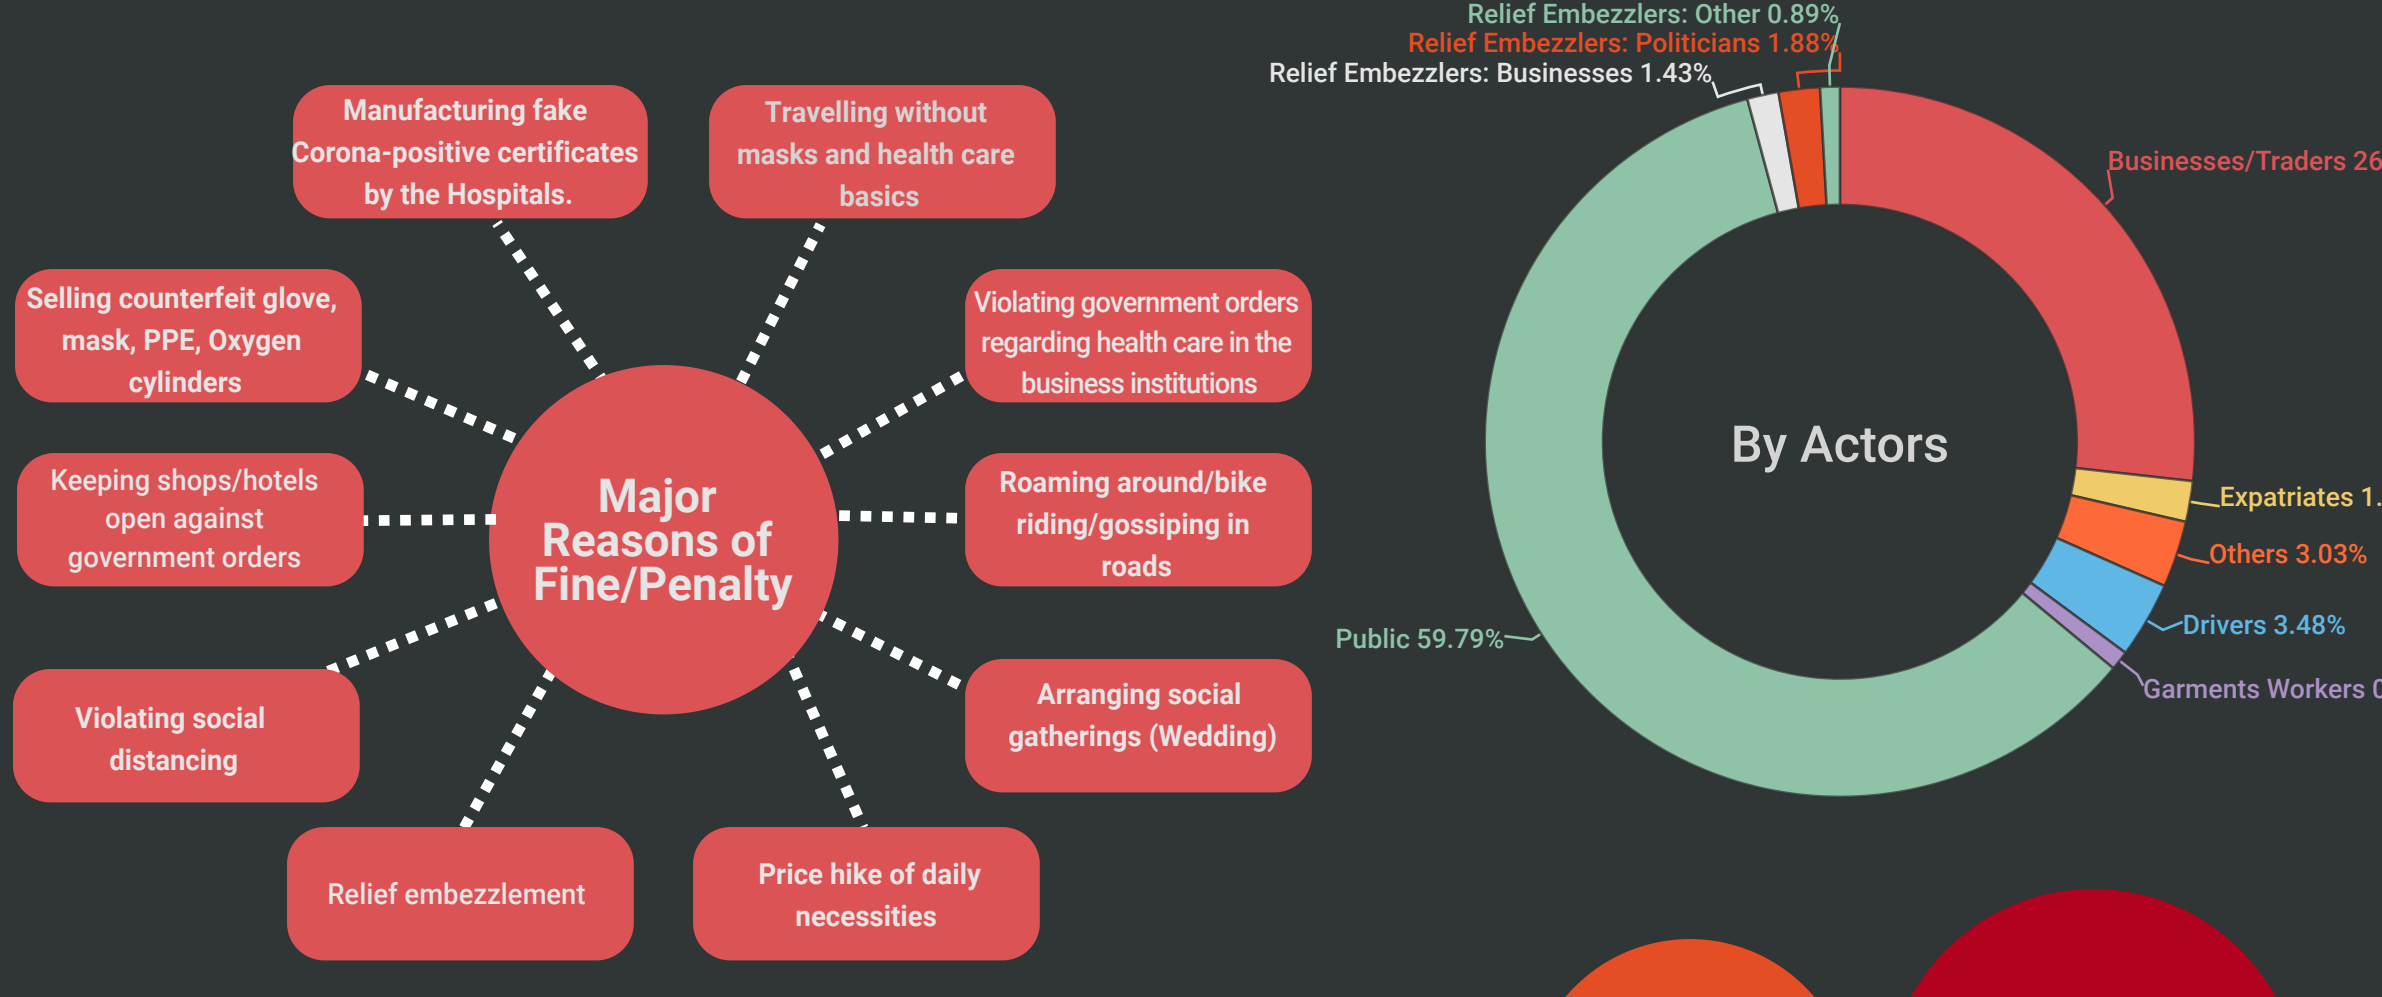 Manufacturing fake
Corona-positive certificates
by the Hospitals.
Travelling without
masks and health care
basics
Selling counterfeit glove,
mask, PPE, Oxygen
cylinders
Violating government orders
regarding health care in the
business institutions
Keeping shops/hotels
open against
government orders
Major
Reasons of
Fine/Penalty
Roaming around/bike
riding/gossiping in
roads
Violating social
distancing
Arranging social
gatherings (Wedding)
Relief embezzlement
Price hike of daily
necessities
Relief Embezzlers: Other 0.89%
Relief Embezzlers: Politicians 1.88%
Relief Embezzlers: Businesses 1.43%
Businesses/Traders 26
By Actors
Expatriates 1.
Others 3.03%
Drivers 3.48%
Public 59.79%
Garments Workers 0